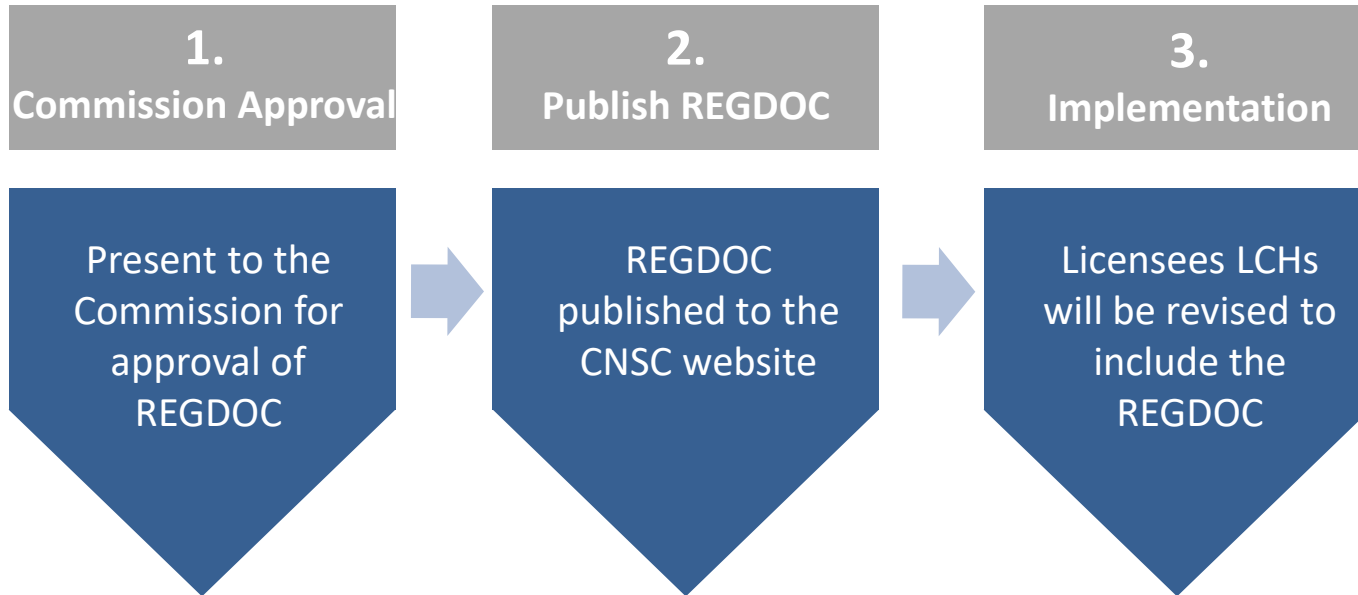 1.
Commission Approval
Present to the
Commission for
approval of
REGDOC
2.
Publish REGDOC
REGDOC
published to the
CNSC website
3.
Implementation
Licensees LCHs
will be revised to
include the
REGDOC